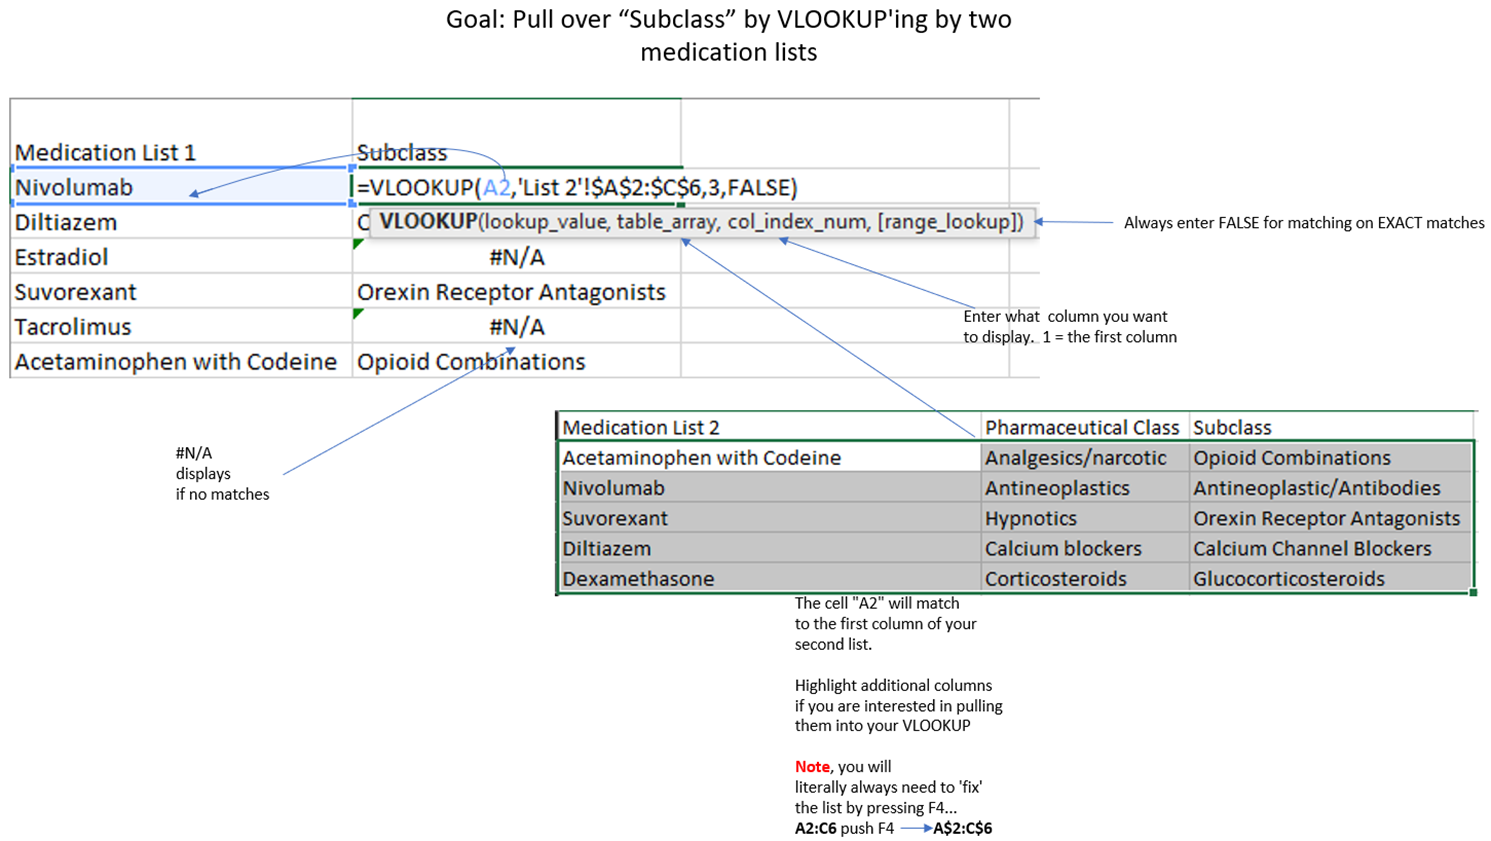 Goal: Pull over “Subclass” by VLOOKUP'ing by two
medication lists
Medication List 1 Subclass
Nivolumab =VLOOKUP(A2,'List 2'!$A$2:$C$6,3,FALSE)
Diltiazem C VLOOKUP(lookup_value, table_array, col_index_num, [range_lookup])
Always enter FALSE for matching on EXACT matches
Estradiol #N/A
Suvorexant Orexin Receptor Antagonists
Tacrolimus #N/A
Acetaminophen with Codeine Opioid Combinations
Enter what column you want
to display. 1 = the first column
#N/A
displays
if no matches
Medication List 2 Pharmaceutical Class Subclass
Acetaminophen with Codeine Analgesics/narcotic Opioid Combinations
Nivolumab Antineoplastics Antineoplastic/Antibodies
Suvorexant Hypnotics Orexin Receptor Antagonists
Diltiazem Calcium blockers Calcium Channel Blockers
Dexamethasone Corticosteroids Glucocorticosteroids
The cell "A2" will match
to the first column of your
second list.
Highlight additional columns
if you are interested in pulling
them into your VLOOKUP
Note, you will
literally always need to 'fix'
the list by pressing F4...
A2:C6 push F4 A$2:C$6